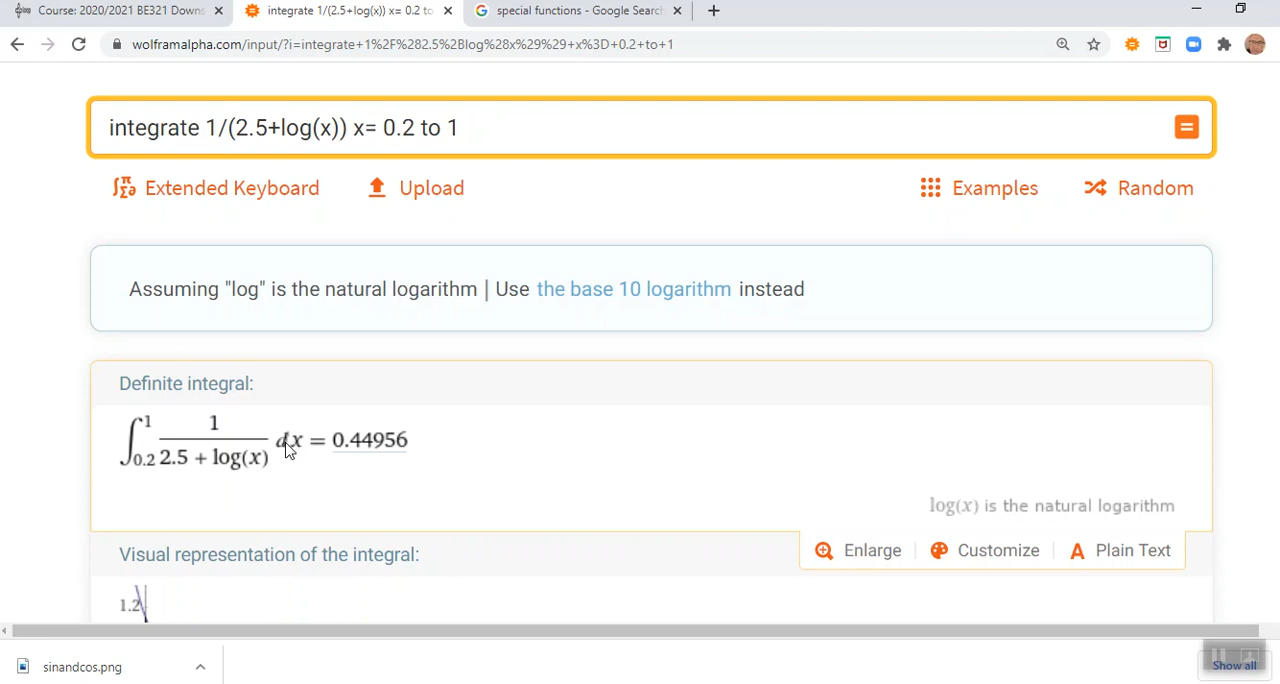 Course: 2020/2021 BE321 Downs
integrate 1/(2.5+log(x)) x= 0.2 to
special functions - Google Search
wolframalpha.com/input/?i=integrate+1%2F%282.5%2Blog%28x%29%29+x%3D+0.2+to+1
integrate 1/(2.5+log(x)) x= 0.2 to 1
Extended Keyboard Upload Examples Random
Assuming "log" is the natural logarithm | Use the base 10 logarithm instead
Definite integral:
∫_0.2^1 1/(2.5 + log(x)) dx = 0.44956
log(x) is the natural logarithm
Visual representation of the integral:
Enlarge Customize Plain Text
1.2
sinandcos.png
Show all